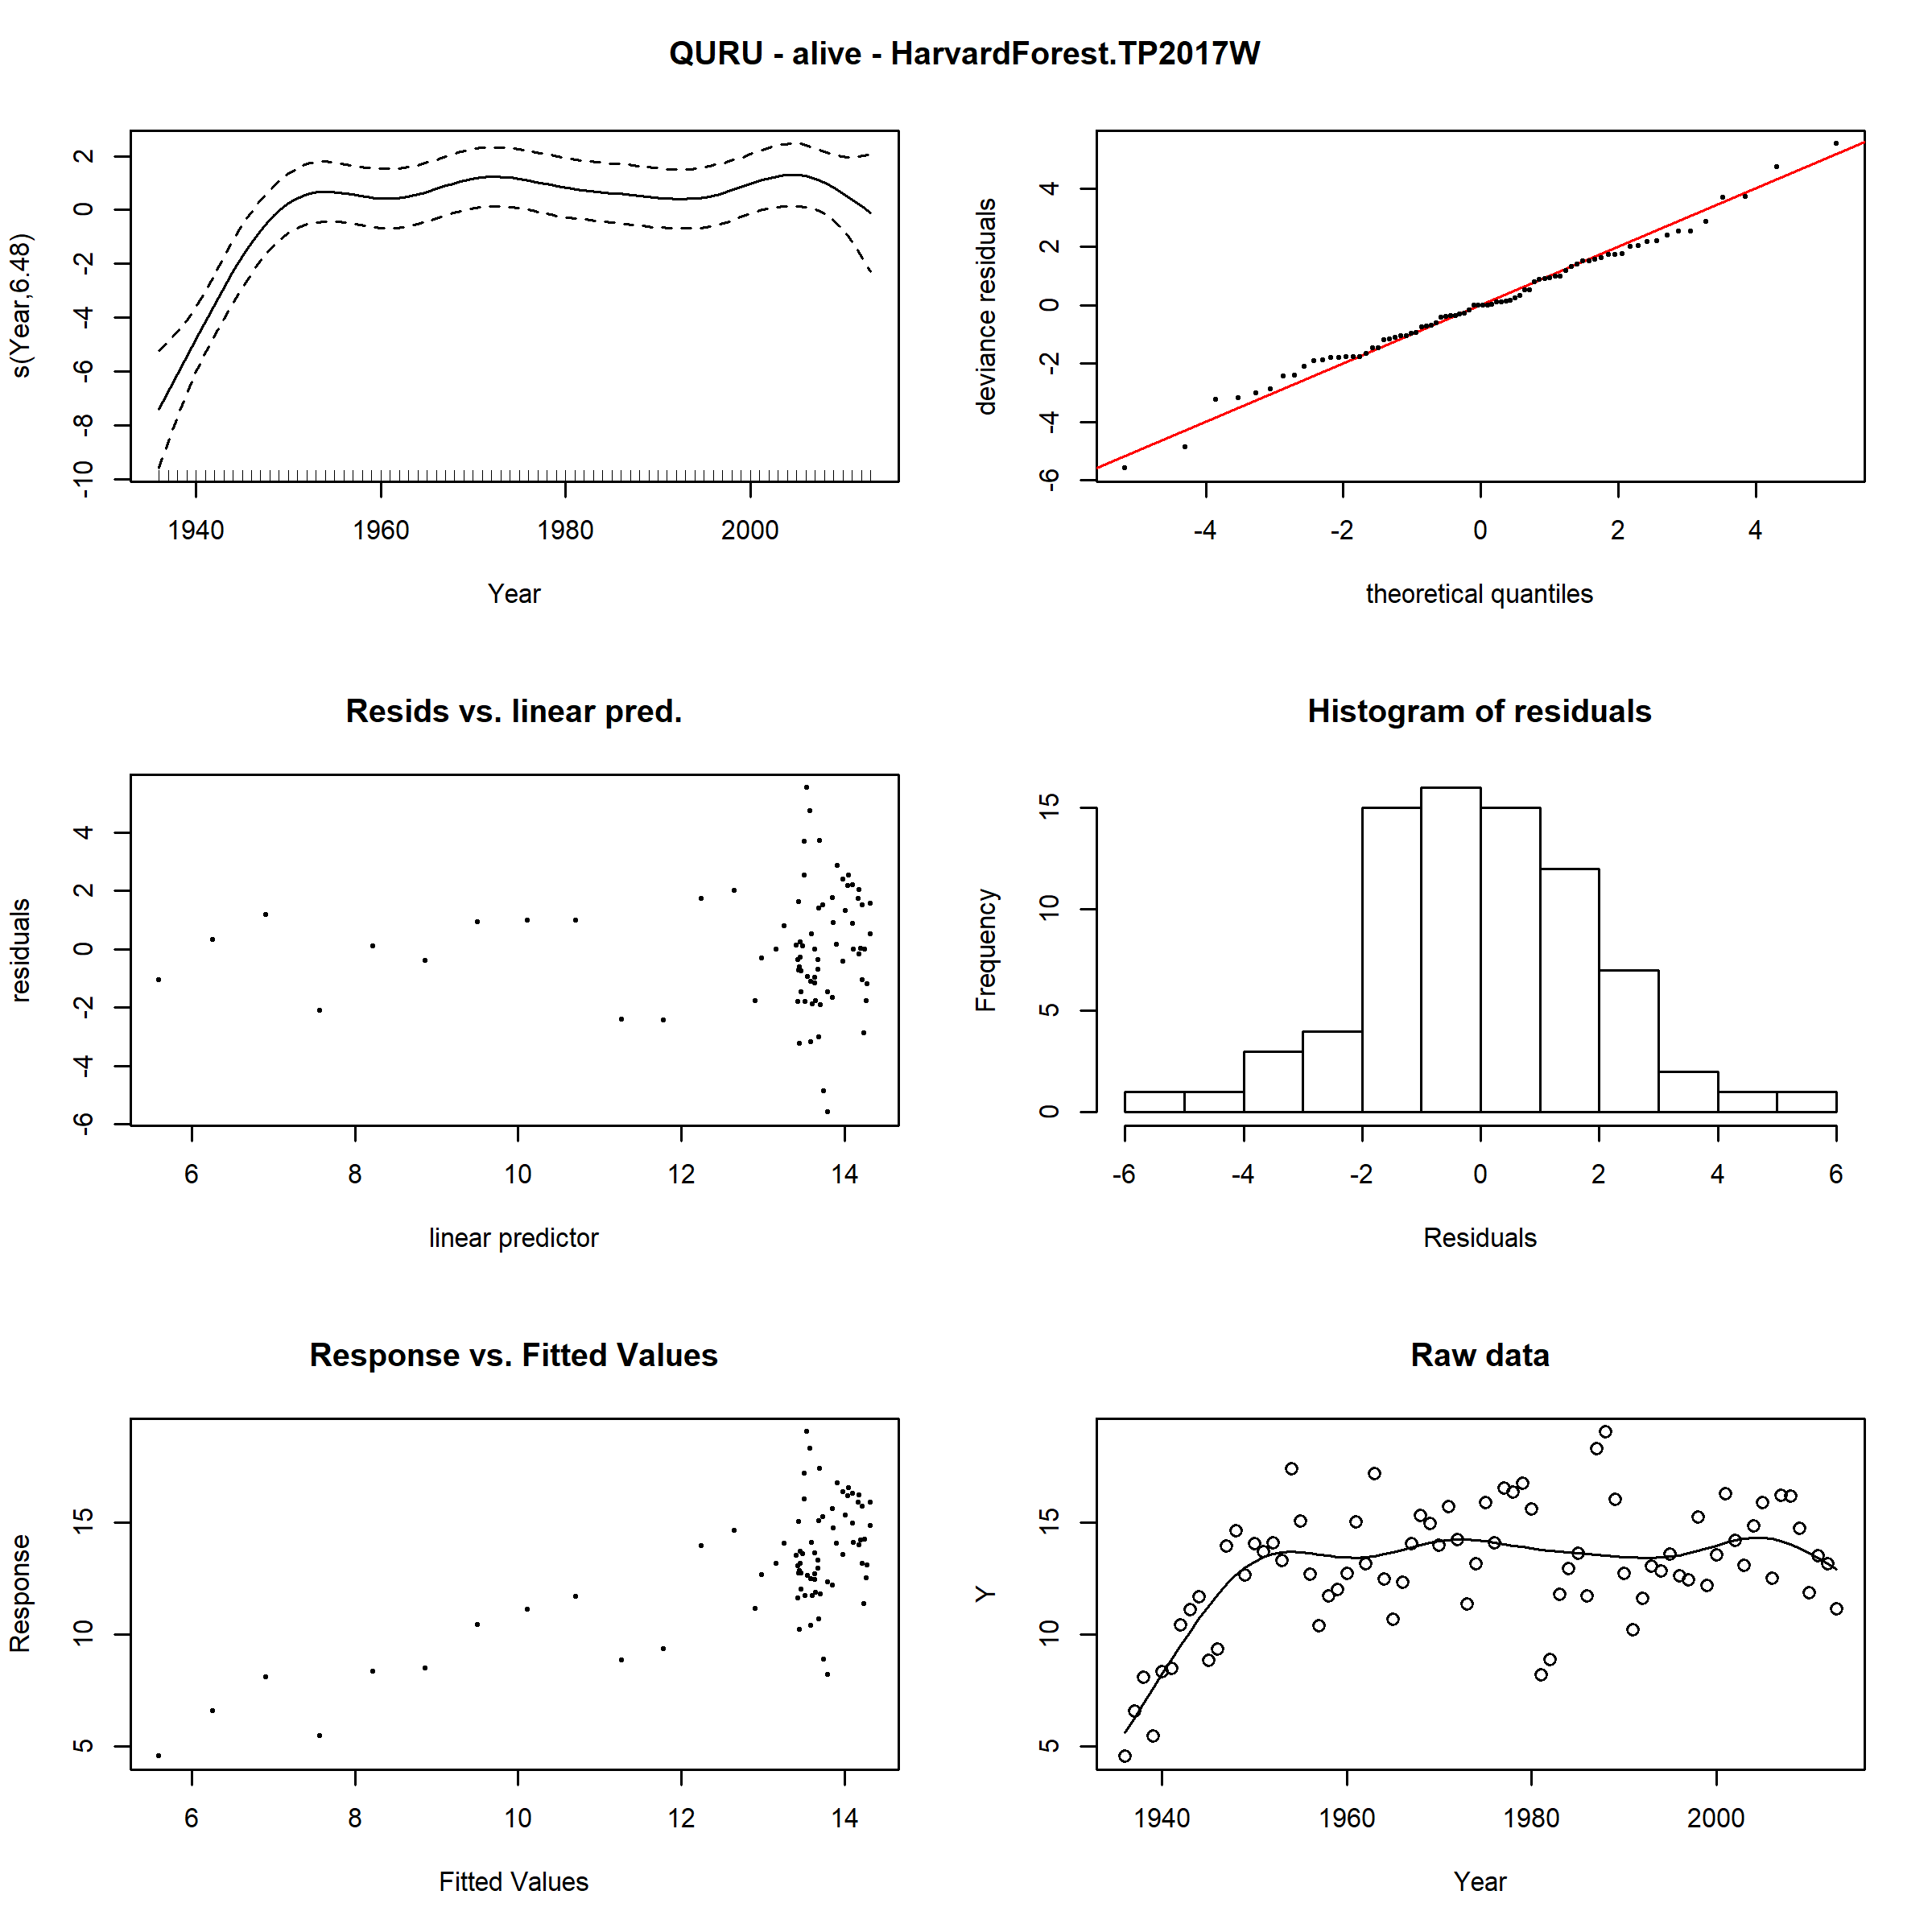 QURU - alive - HarvardForest.TP2017W
s(Year,6.48)
2
0
-2
-4
-6
-8
-10
1940 1960 1980 2000
Year
deviance residuals
4
2
0
-2
-4
-6
-4 -2 0 2 4
theoretical quantiles
Resids vs. linear pred.
residuals
4
2
0
-2
-4
-6
6 8 10 12 14
linear predictor
Histogram of residuals
Frequency
15
10
5
0
-6 -4 -2 0 2 4 6
Residuals
Response vs. Fitted Values
Response
15
10
5
6 8 10 12 14
Fitted Values
Raw data
Y
15
10
5
1940 1960 1980 2000
Year